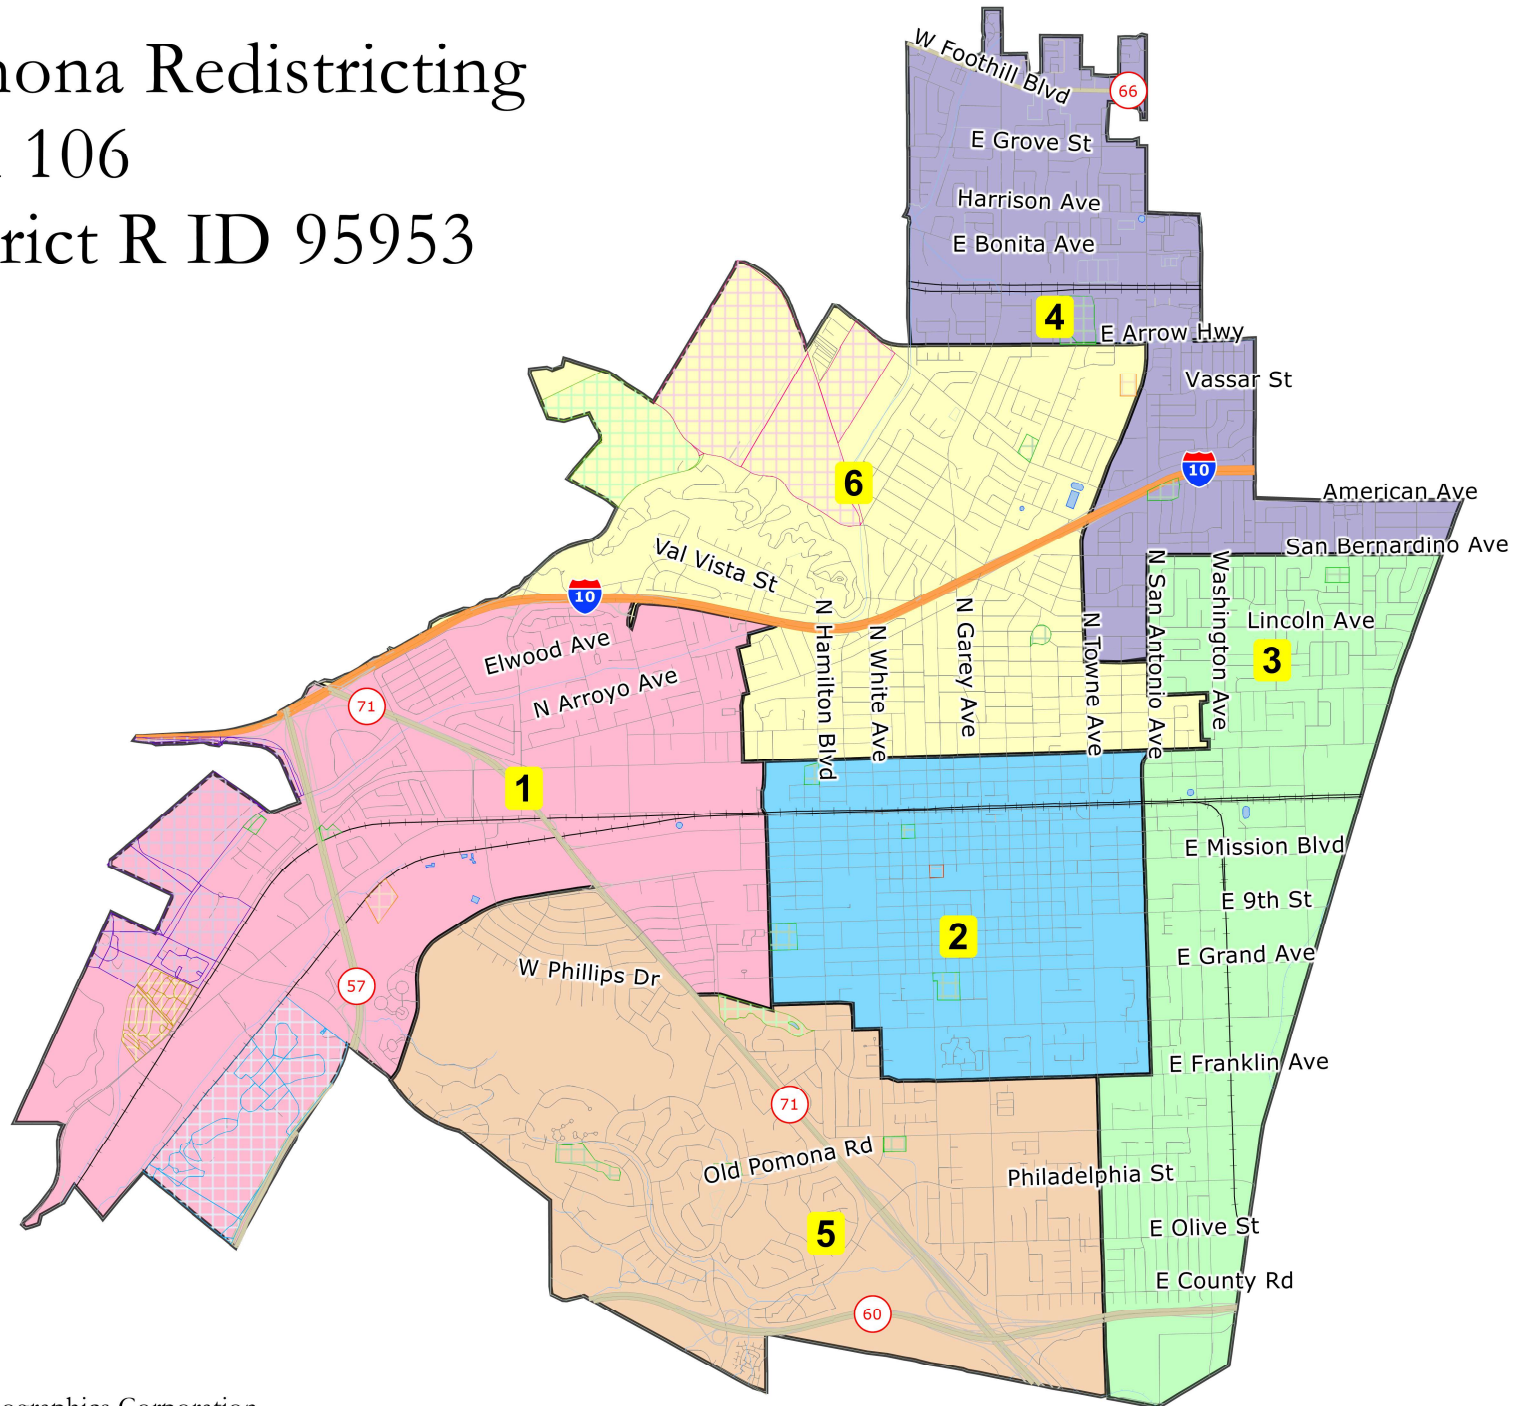 nona Redistricting
106
rict R ID 95953
W Foothill Blvd
66
E Grove St
Harrison Ave
E Bonita Ave
4
E Arrow Hwy
Vassar St
10
American Ave
6
San Bernardino Ave
Val Vista St
10
N Hamilton Blvd
N White Ave
N Garey Ave
N Towne Ave
N San Antonio Ave
Washington Ave
Lincoln Ave
3
Elwood Ave
N Arroyo Ave
71
1
E Mission Blvd
E 9th St
2
E Grand Ave
W Phillips Dr
57
E Franklin Ave
71
Old Pomona Rd
Philadelphia St
5
E Olive St
E County Rd
60
ographics Corporation